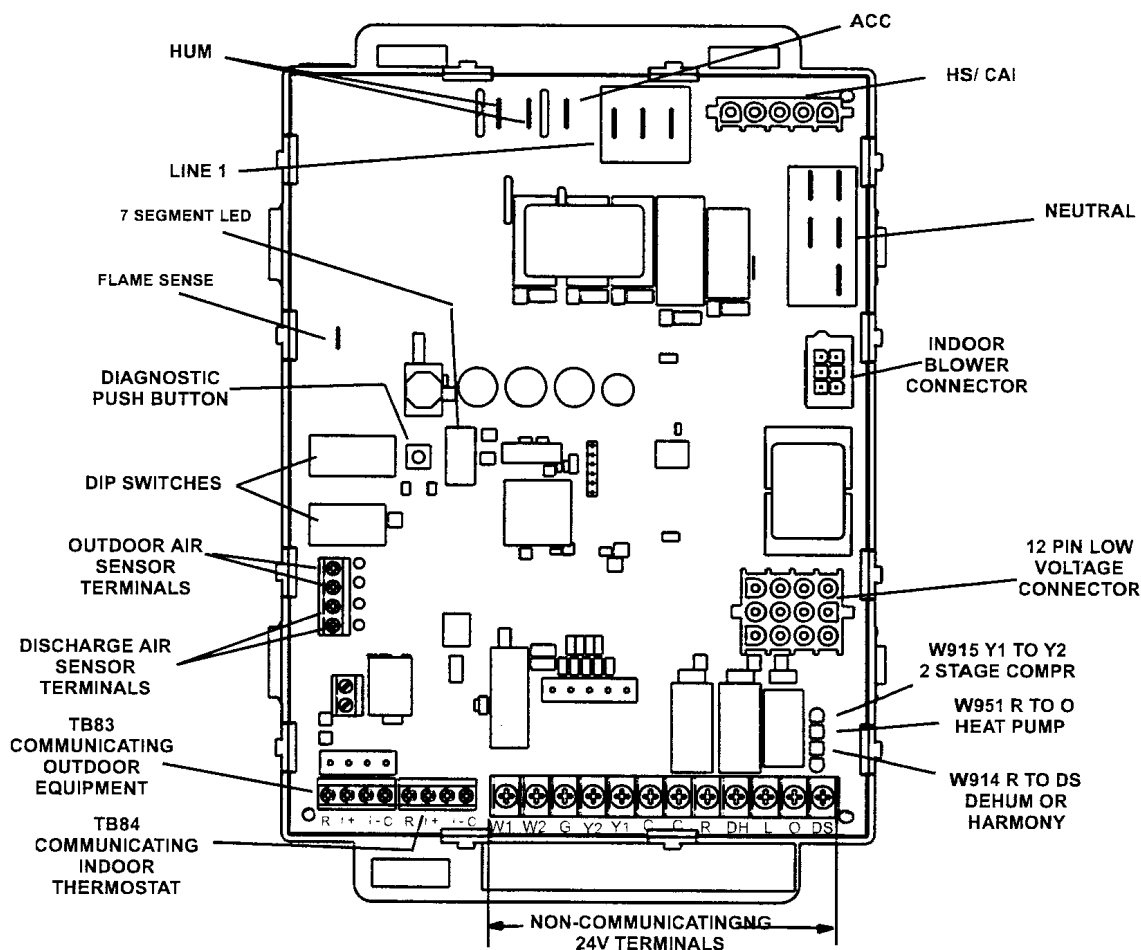 ACC
HUM
HS/ CAI
LINE 1
7 SEGMENT LED
NEUTRAL
FLAME SENSE
INDOOR
BLOWER
CONNECTOR
DIAGNOSTIC
PUSH BUTTON
DIP SWITCHES
OUTDOOR AIR
SENSOR
TERMINALS
12 PIN LOW
VOLTAGE
CONNECTOR
DISCHARGE AIR
SENSOR
TERMINALS
W915 Y1 TO Y2
2 STAGE COMPR
W951 R TO O
HEAT PUMP
TB83
COMMUNICATING
OUTDOOR
EQUIPMENT
W914 R TO DS
DEHUM OR
HARMONY
TB84
COMMUNICATING
INDOOR
THERMOSTAT
R I+ I- C R I+ I- C
W1 W2 G Y2 Y1 C C R DH L O DS
NON-COMMUNICATINGNG
24V TERMINALS